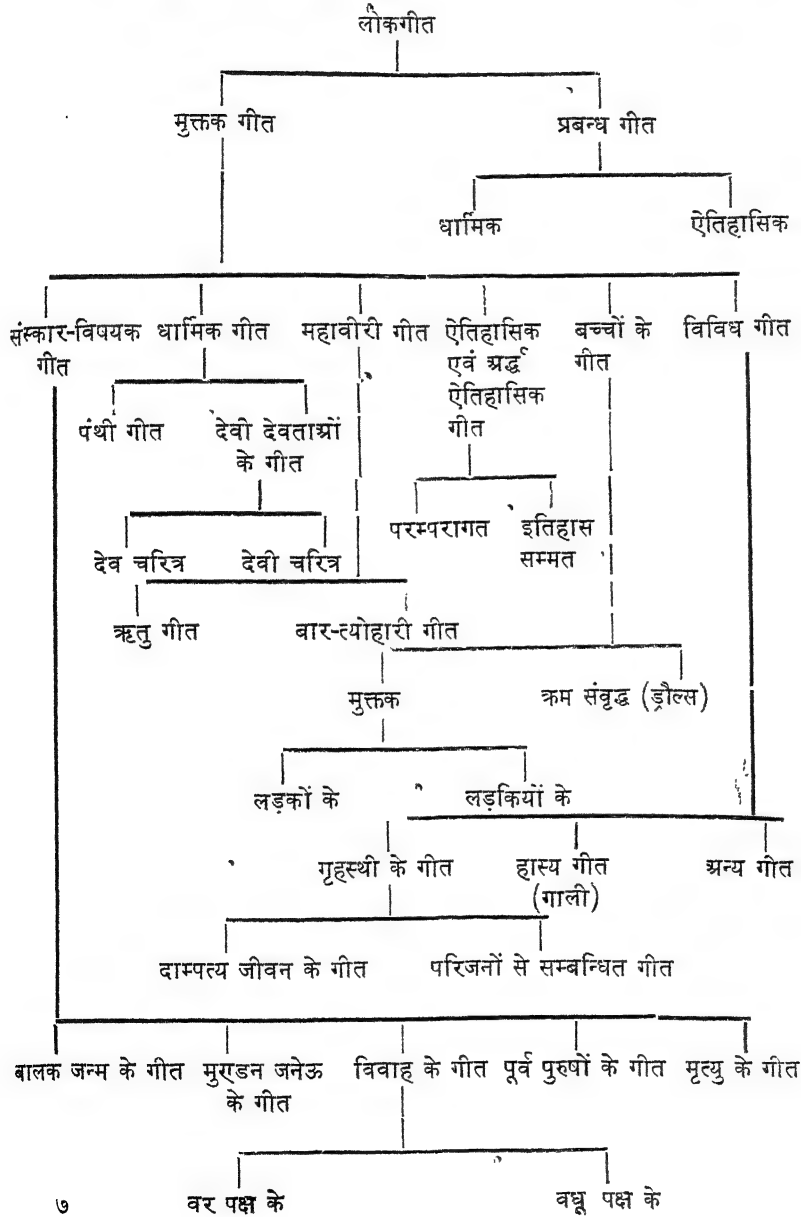 लोकगीत
मुक्तक गीत प्रबन्ध गीत
धार्मिक ऐतिहासिक
संस्कार-विषयक धार्मिक गीत महावीरी गीत ऐतिहासिक बच्चों के विविध गीत
गीत एवं अर्द्ध गीत
ऐतिहासिक
पंथी गीत देवी देवताओं गीत
के गीत
परम्परागत इतिहास
देव चरित्र देवी चरित्र सम्मत
ऋतु गीत बार-त्योहारी गीत
मुक्तक क्रम संवृद्ध (ड्रौल्स)
लड़कों के लड़कियों के
गृहस्थी के गीत हास्य गीत अन्य गीत
(गाली)
दाम्पत्य जीवन के गीत परिजनों से सम्बन्धित गीत
बालक जन्म के गीत मुण्डन जनेऊ विवाह के गीत पूर्व पुरुषों के गीत मृत्यु के गीत
के गीत
७ वर पक्ष के वधू पक्ष के